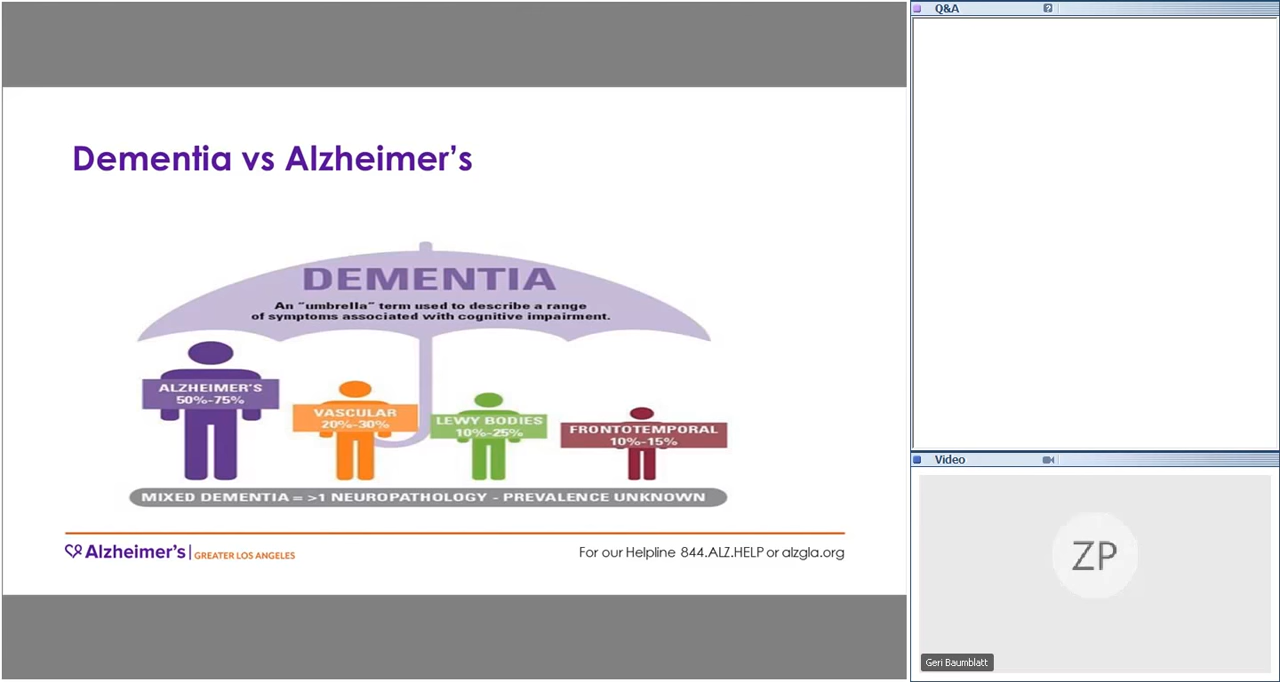 Dementia vs Alzheimer's
DEMENTIA
An "umbrella" term used to describe a range
of symptoms associated with cognitive impairment.
ALZHEIMER'S
50%-75%
VASCULAR
20%-30%
LEWY BODIES
10%-25%
FRONTOTEMPORAL
10%-15%
MIXED DEMENTIA = >1 NEUROPATHOLOGY - PREVALENCE UNKNOWN
Alzheimer's | GREATER LOS ANGELES
For our Helpline 844.ALZ.HELP or alzgla.org
Q&A
Video
ZP
Geri Baumblatt